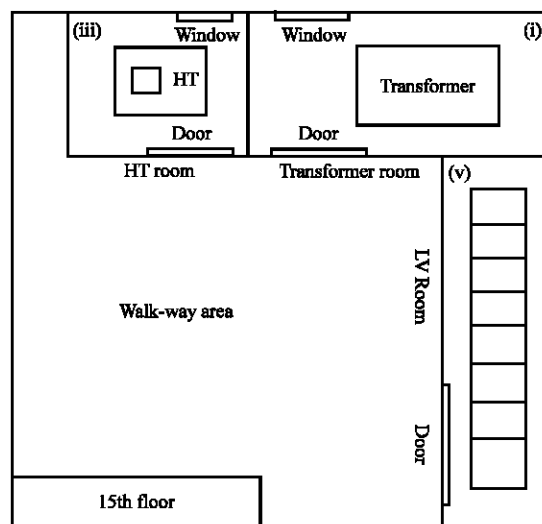 (iii)
Window
Window
(i)
HT
Transformer
Door
Door
HT room
Transformer room
(v)
LV Room
Walk-way area
Door
15th floor